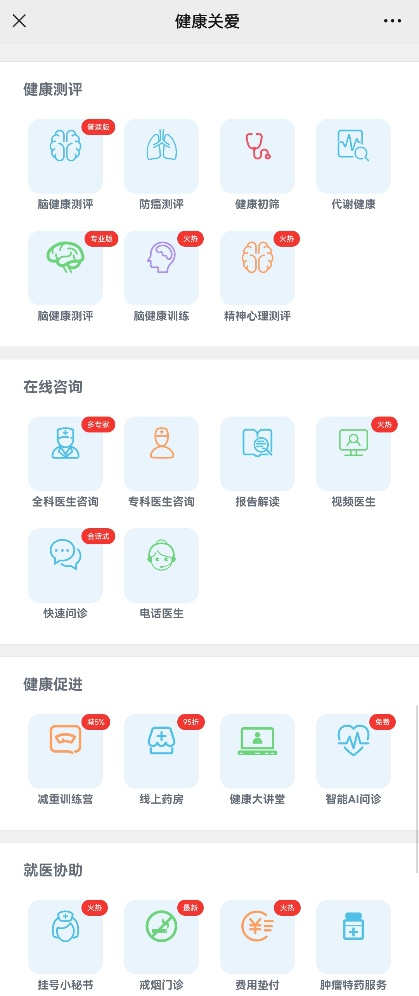 健康关爱
健康测评
普适版
脑健康测评
防癌测评
健康初筛
代谢健康
专业版
火热
火热
脑健康测评
脑健康训练
精神心理测评
在线咨询
多专家
火热
全科医生咨询
专科医生咨询
报告解读
视频医生
会话式
快速问诊
电话医生
健康促进
减5%
95折
免费
减重训练营
线上药房
健康大讲堂
智能AI问诊
就医协助
火热
最新
火热
挂号小秘书
戒烟门诊
费用垫付
肿瘤特药服务